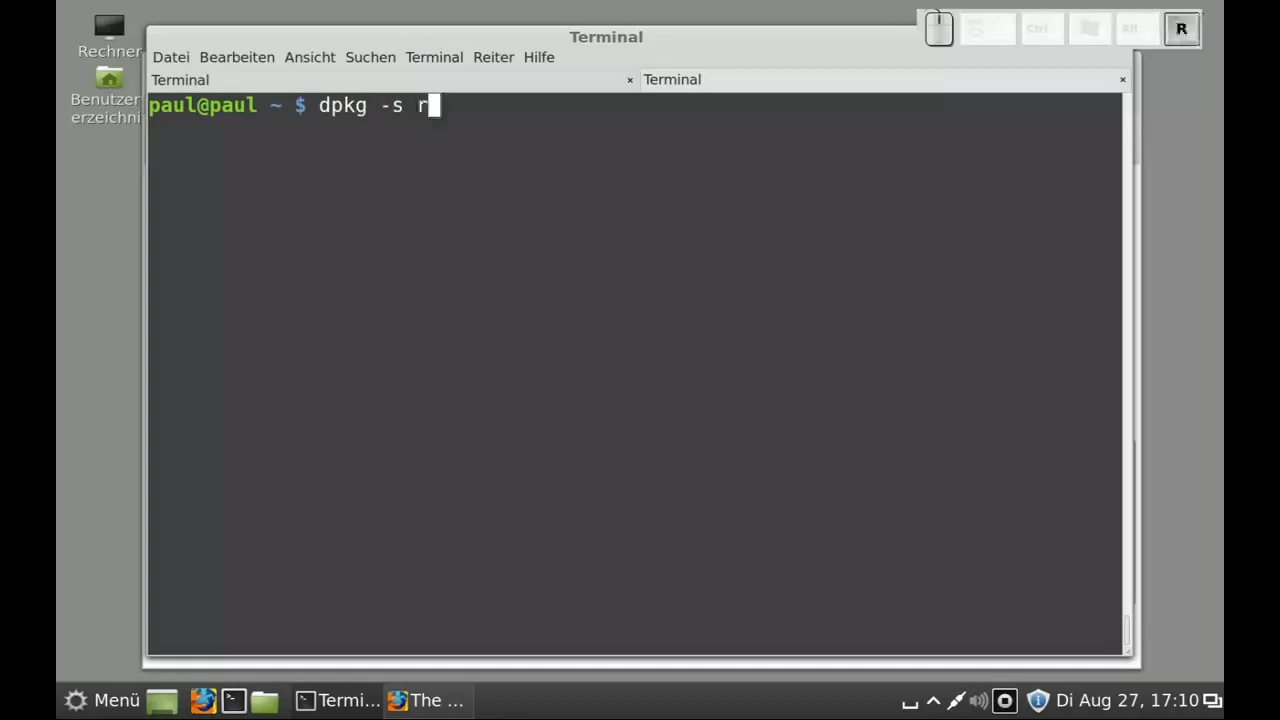 Terminal
R
Rechner
Datei Bearbeiten Ansicht Suchen Terminal Reiter Hilfe
Terminal × Terminal ×
Benutzer
erzeichni
paul@paul ~ $ dpkg -s r
Menü Termi... The ... Di Aug 27, 17:10
Ctrl
Alt